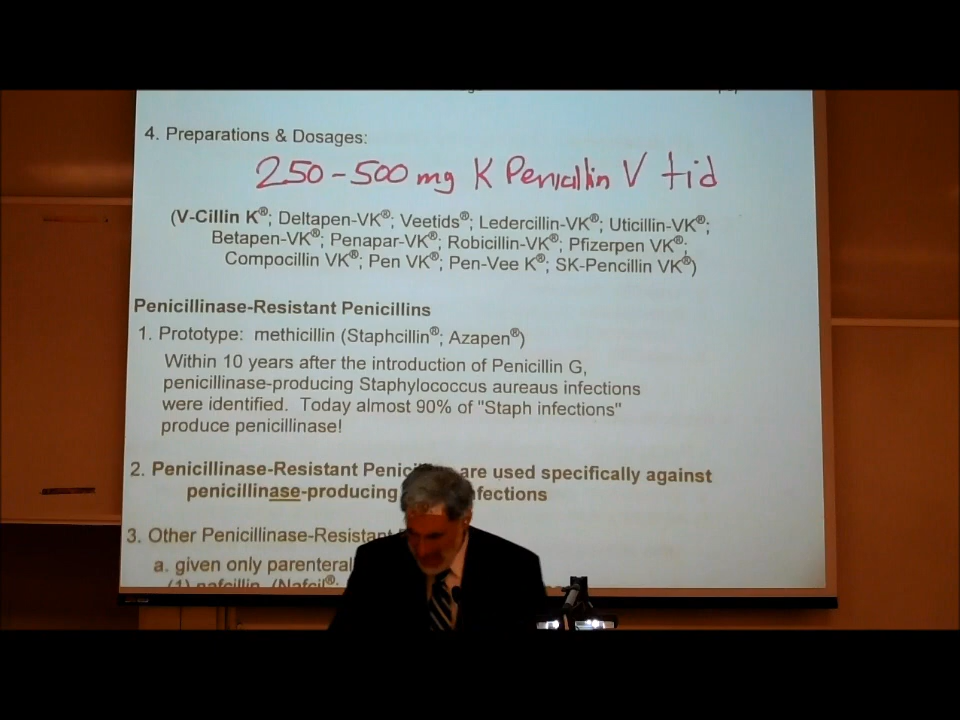 4. Preparations & Dosages:
250-500 mg K Penicillin V tid
(V-Cillin K®; Deltapen-VK®; Veetids®; Ledercillin-VK®; Uticillin-VK®;
Betapen-VK®; Penapar-VK®; Robicillin-VK®; Pfizerpen VK®;
Compocillin VK®; Pen VK®; Pen-Vee K®; SK-Pencillin VK®)
Penicillinase-Resistant Penicillins
1. Prototype: methicillin (Staphcillin®; Azapen®)
Within 10 years after the introduction of Penicillin G,
penicillinase-producing Staphylococcus aureaus infections
were identified. Today almost 90% of "Staph infections"
produce penicillinase!
2. Penicillinase-Resistant are used specifically against
penicillinase-producing
3. Other Penicillinase-Resistant
a. given only
(1) nafcillin (Nafcil®;